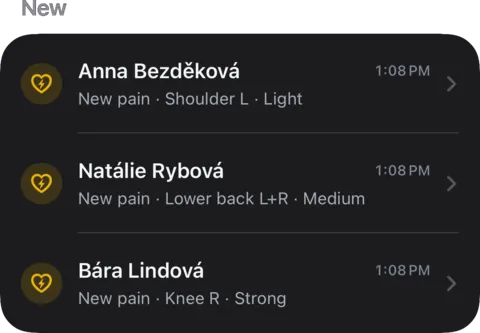 New
Anna Bezděková 1:08 PM
New pain · Shoulder L · Light
Natálie Rybová 1:08 PM
New pain · Lower back L+R · Medium
Bára Lindová 1:08 PM
New pain · Knee R · Strong